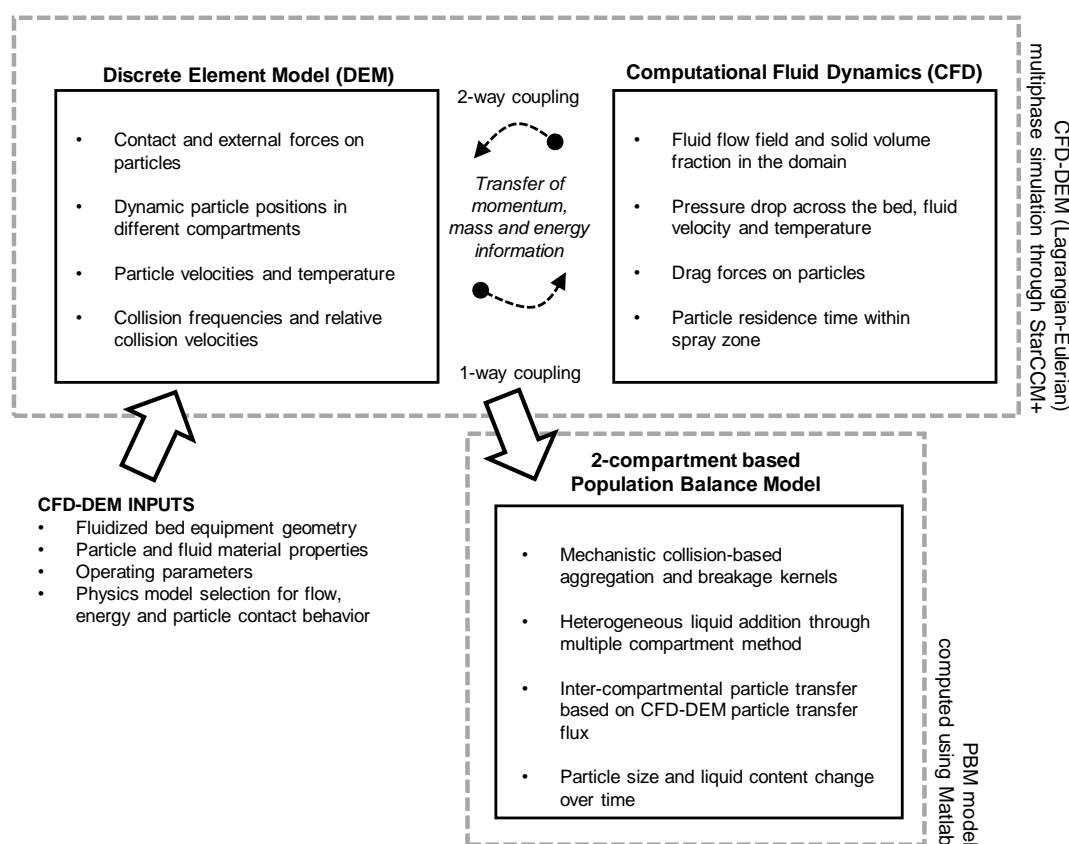 Discrete Element Model (DEM)
• Contact and external forces on
particles
• Dynamic particle positions in
different compartments
• Particle velocities and temperature
• Collision frequencies and relative
collision velocities
2-way coupling
Transfer of
momentum,
mass and energy
information
1-way coupling
Computational Fluid Dynamics (CFD)
• Fluid flow field and solid volume
fraction in the domain
• Pressure drop across the bed, fluid
velocity and temperature
• Drag forces on particles
• Particle residence time within
spray zone
CFD-DEM (Lagrangian-Eulerian)
multiphase simulation through StarCCM+
CFD-DEM INPUTS
• Fluidized bed equipment geometry
• Particle and fluid material properties
• Operating parameters
• Physics model selection for flow,
energy and particle contact behavior
2-compartment based
Population Balance Model
• Mechanistic collision-based
aggregation and breakage kernels
• Heterogeneous liquid addition through
multiple compartment method
• Inter-compartmental particle transfer
based on CFD-DEM particle transfer
flux
• Particle size and liquid content change
over time
PBM model
computed using Matlab